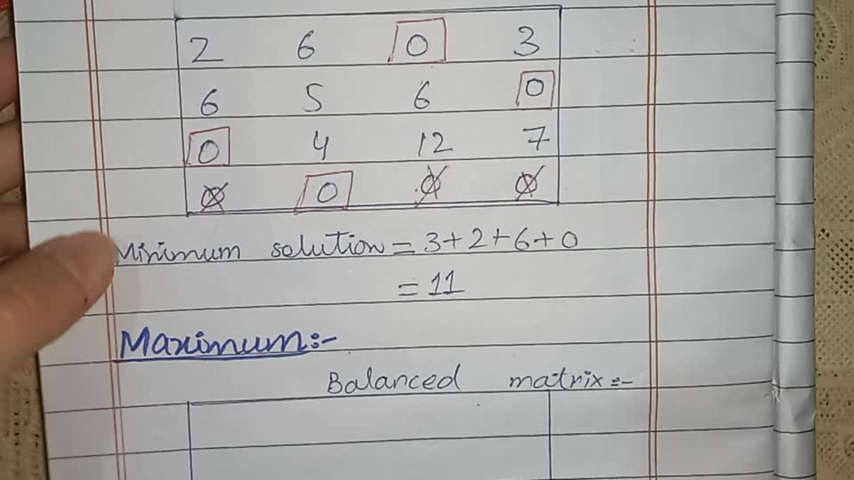 2 6 0 3
6 5 6 0
0 4 12 7
0 0 0 0
Minimum solution = 3+2+6+0
= 11
Maximum:-
Balanced matrix:-